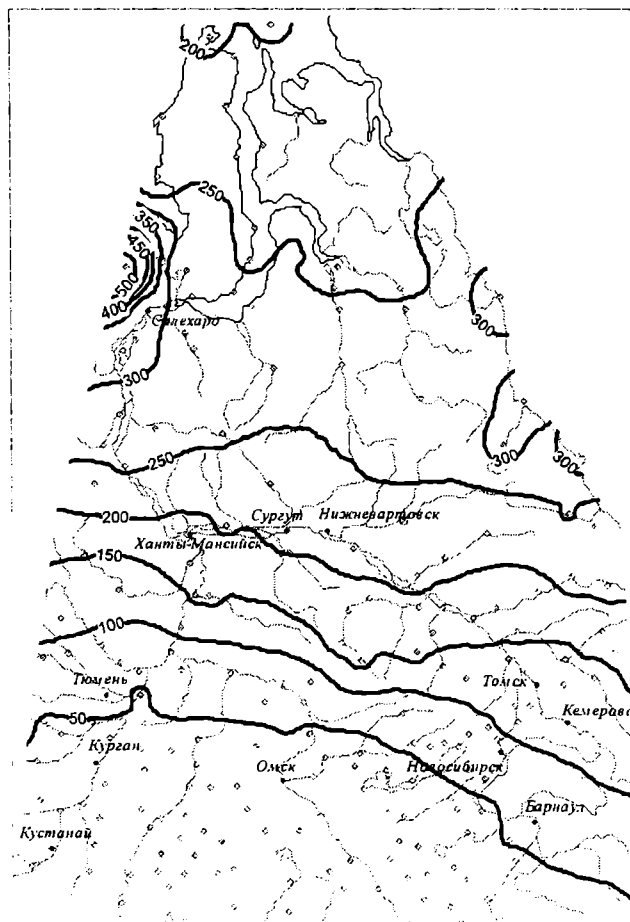 200
250
350
450
500
400
Салехард
300
300
250
300
300
200
Сургут
Нижневартовск
Ханты-Мансийск
150
100
Тюмень
Томск
50
Кемерово
Курган
Омск
Новосибирск
Барнаул
Кустанай